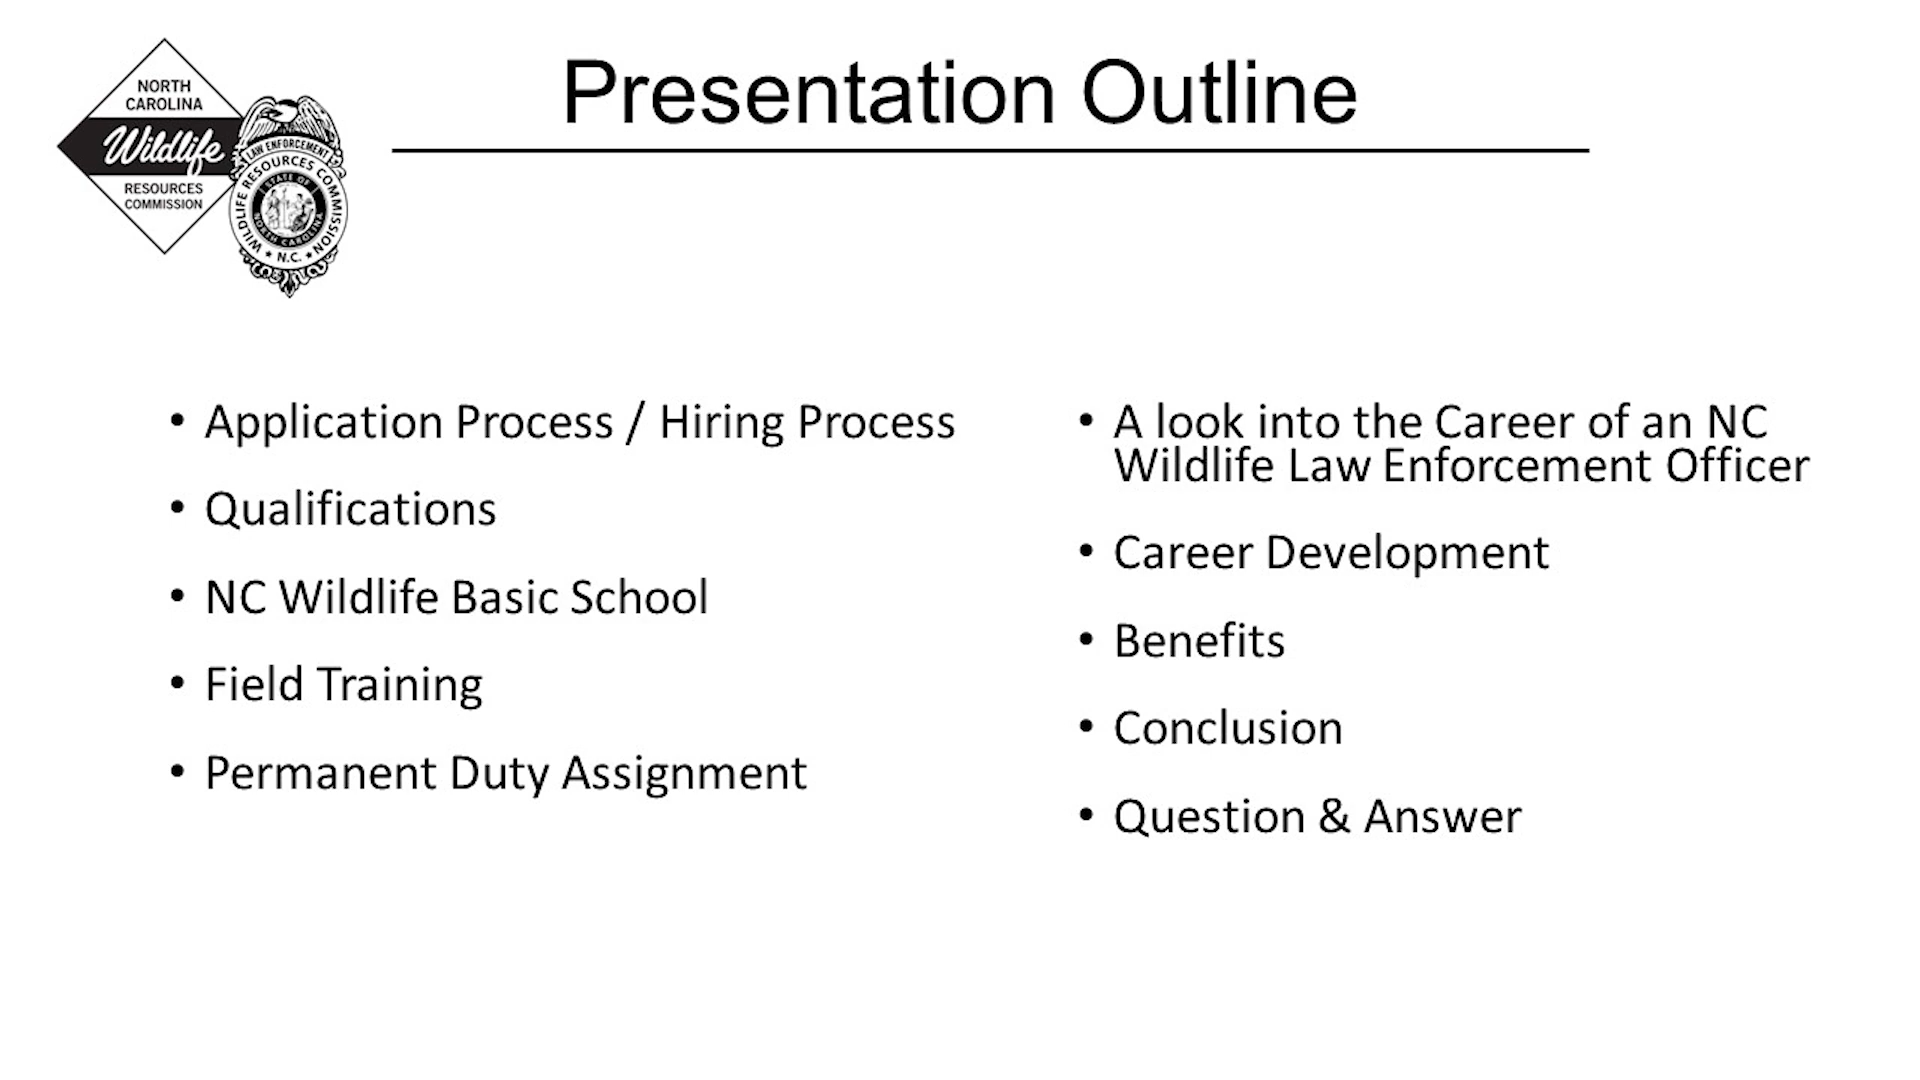 Presentation Outline
NORTH
CAROLINA
Wildlife
RESOURCES
COMMISSION
LAW ENFORCEMENT
WILDLIFE RESOURCES COMMISSION
STATE OF
NORTH CAROLINA
★ N.C. ★
• Application Process / Hiring Process
• Qualifications
• NC Wildlife Basic School
• Field Training
• Permanent Duty Assignment
• A look into the Career of an NC
Wildlife Law Enforcement Officer
• Career Development
• Benefits
• Conclusion
• Question & Answer